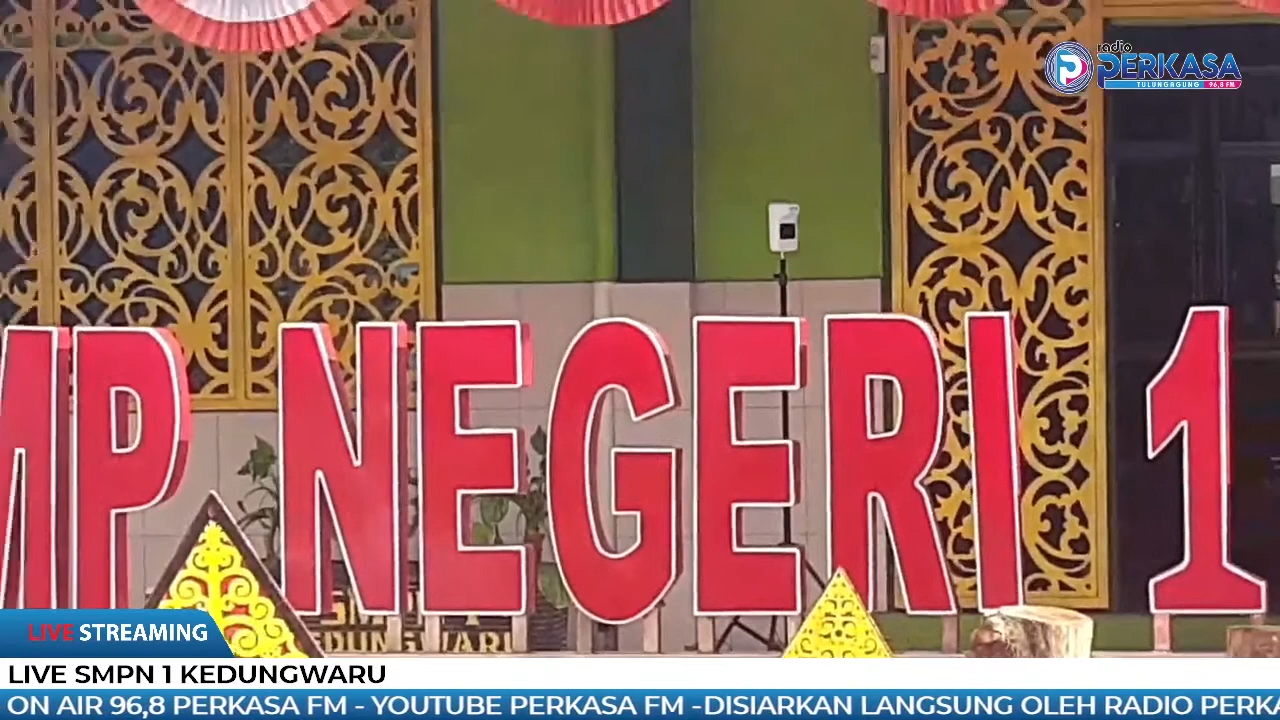 radio
PERKASA
TULUNGAGUNG 96,8 FM
MP NEGERI 1
LIVE STREAMING
LIVE SMPN 1 KEDUNGWARU
ON AIR 96,8 PERKASA FM - YOUTUBE PERKASA FM -DISIARKAN LANGSUNG OLEH RADIO PERKA